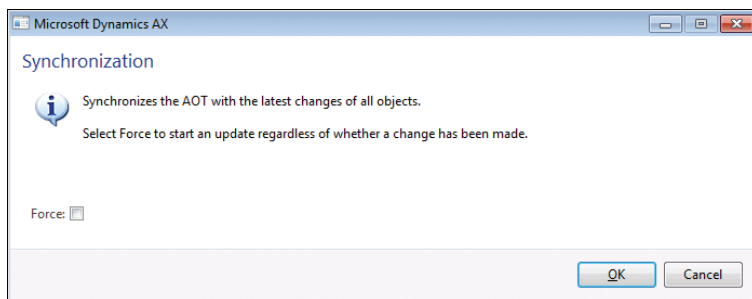 Microsoft Dynamics AX
Synchronization
Synchronizes the AOT with the latest changes of all objects.
Select Force to start an update regardless of whether a change has been made.
Force:
OK Cancel